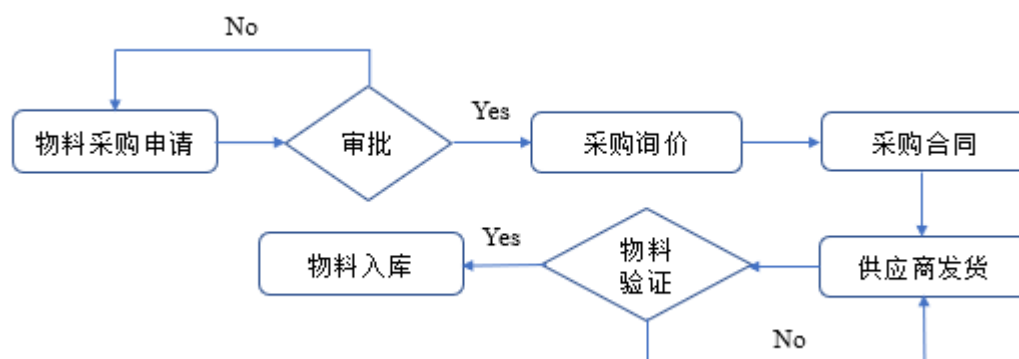 No
物料采购申请
审批
Yes
采购询价
采购合同
物料入库
Yes
物料
验证
供应商发货
No